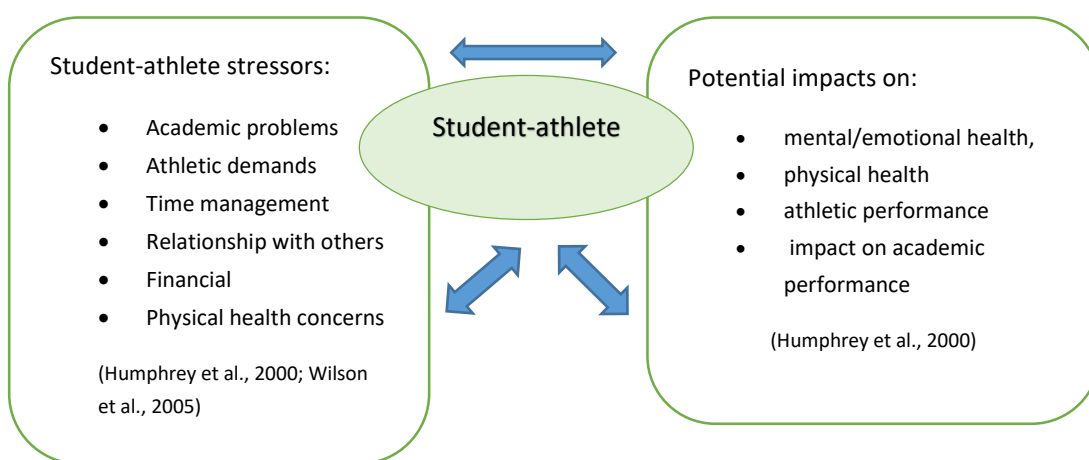 Student-athlete stressors:
• Academic problems
• Athletic demands
• Time management
• Relationship with others
• Financial
• Physical health concerns
(Humphrey et al., 2000; Wilson
et al., 2005)
Student-athlete
Potential impacts on:
• mental/emotional health,
• physical health
• athletic performance
• impact on academic
performance
(Humphrey et al., 2000)